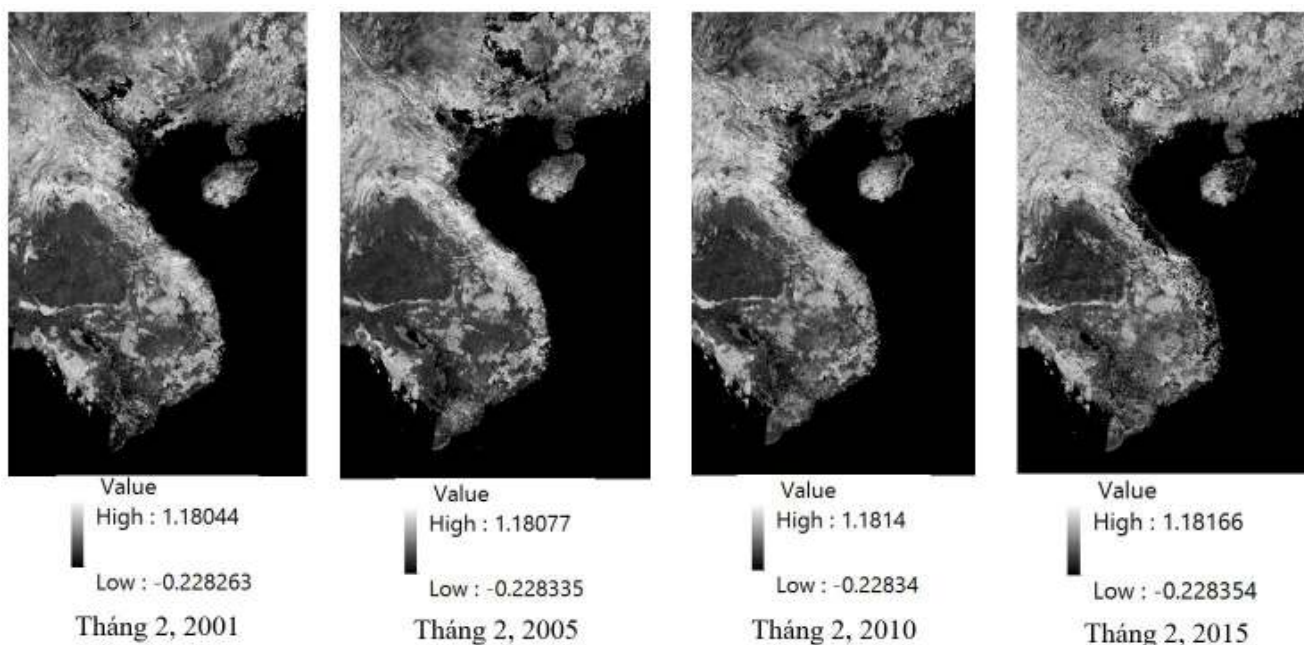 Value
High : 1.18044
Low : -0.228263
Tháng 2, 2001
Value
High : 1.18077
Low : -0.228335
Tháng 2, 2005
Value
High : 1.1814
Low : -0.22834
Tháng 2, 2010
Value
High : 1.18166
Low : -0.228354
Tháng 2, 2015